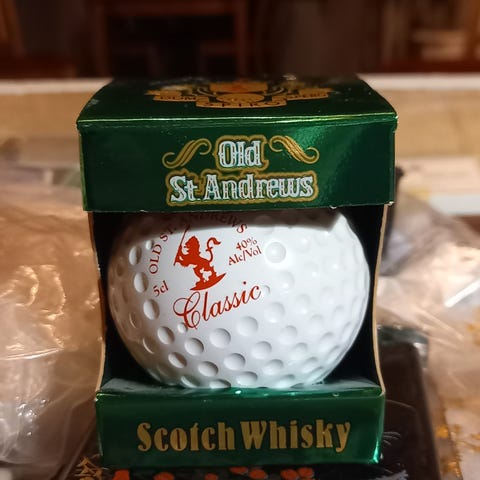 Old
St. Andrews
OLD ST. ANDREWS
5cl
40%
Alc/Vol
Classic
Scotch Whisky